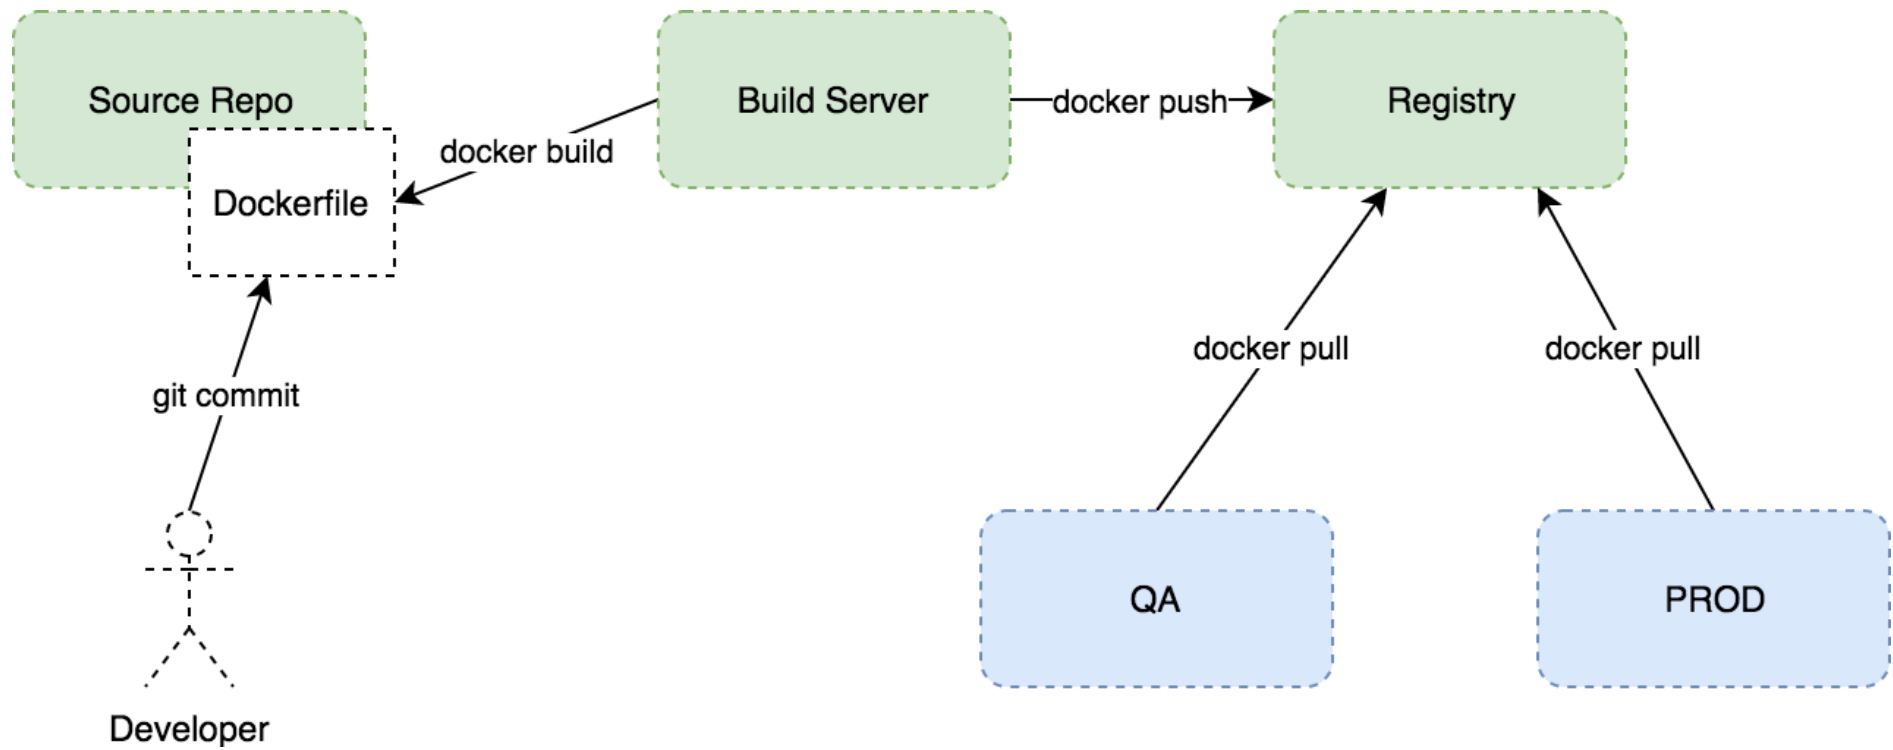 Source Repo
Build Server
docker push
Registry
docker build
Dockerfile
docker pull
docker pull
git commit
QA
PROD
Developer